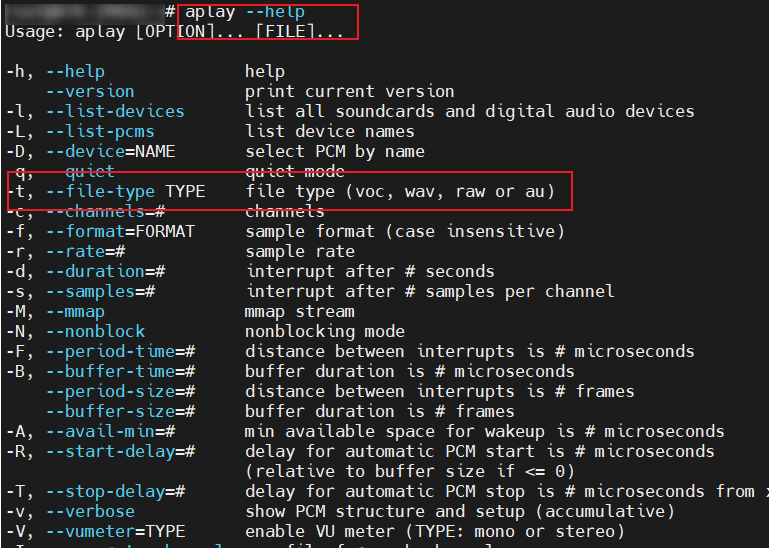 # aplay --help
Usage: aplay [OPTION]... [FILE]...
-h, --help help
--version print current version
-l, --list-devices list all soundcards and digital audio devices
-L, --list-pcms list device names
-D, --device=NAME select PCM by name
-q, --quiet quiet mode
-t, --file-type TYPE file type (voc, wav, raw or au)
-c, --channels=# channels
-f, --format=FORMAT sample format (case insensitive)
-r, --rate=# sample rate
-d, --duration=# interrupt after # seconds
-s, --samples=# interrupt after # samples per channel
-M, --mmap mmap stream
-N, --nonblock nonblocking mode
-F, --period-time=# distance between interrupts is # microseconds
-B, --buffer-time=# buffer duration is # microseconds
--period-size=# distance between interrupts is # frames
--buffer-size=# buffer duration is # frames
-A, --avail-min=# min available space for wakeup is # microseconds
-R, --start-delay=# delay for automatic PCM start is # microseconds
(relative to buffer size if <= 0)
-T, --stop-delay=# delay for automatic PCM stop is # microseconds from
-v, --verbose show PCM structure and setup (accumulative)
-V, --vumeter=TYPE enable VU meter (TYPE: mono or stereo)